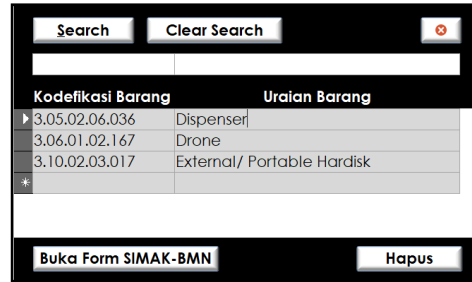 Search Clear Search
Kodefikasi Barang Uraian Barang
3.05.02.06.036 Dispenser
3.06.01.02.167 Drone
3.10.02.03.017 External/ Portable Hardisk
Buka Form SIMAK-BMN Hapus